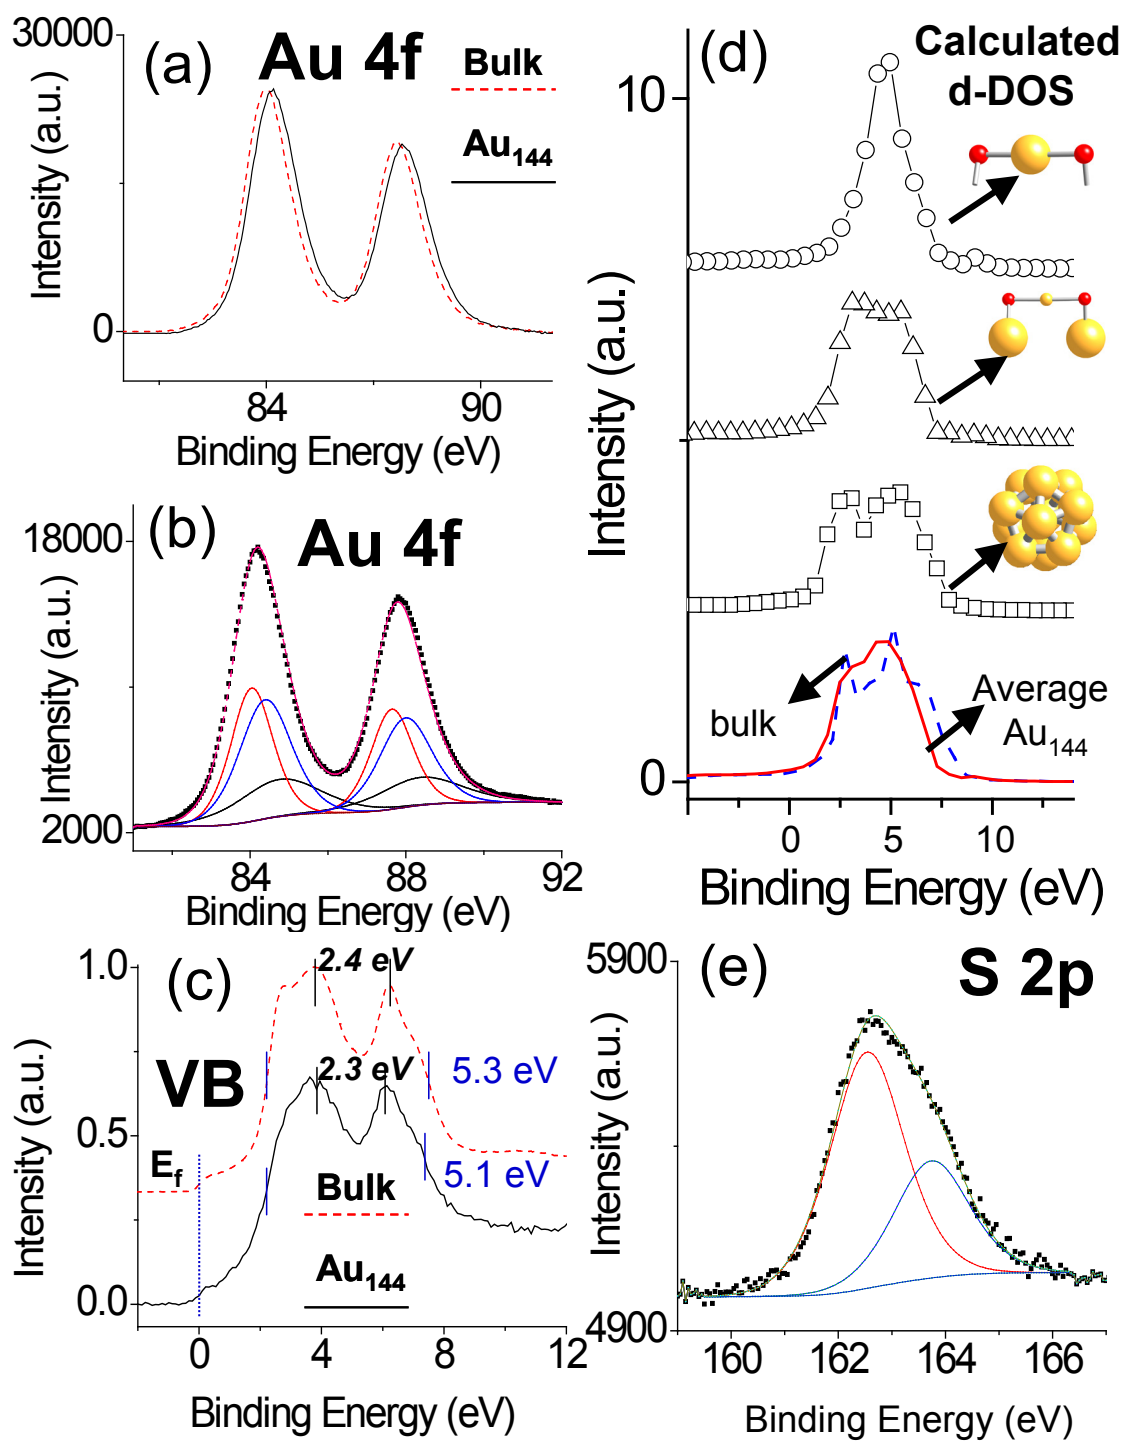 (a)
Au 4f
Bulk
Au144
30000
0
84
90
Intensity (a.u.)
Binding Energy (eV)
(b)
Au 4f
18000
2000
84
88
92
Intensity (a.u.)
Binding Energy (eV)
(c)
VB
2.4 eV
2.3 eV
5.3 eV
5.1 eV
Ef
Bulk
Au144
1.0
0.5
0.0
0
4
8
12
Intensity (a.u.)
Binding Energy (eV)
(d)
Calculated
d-DOS
10
0
bulk
Average
Au144
0
5
10
Intensity (a.u.)
Binding Energy (eV)
(e)
S 2p
5900
4900
160
162
164
166
Intensity (a.u.)
Binding Energy (eV)